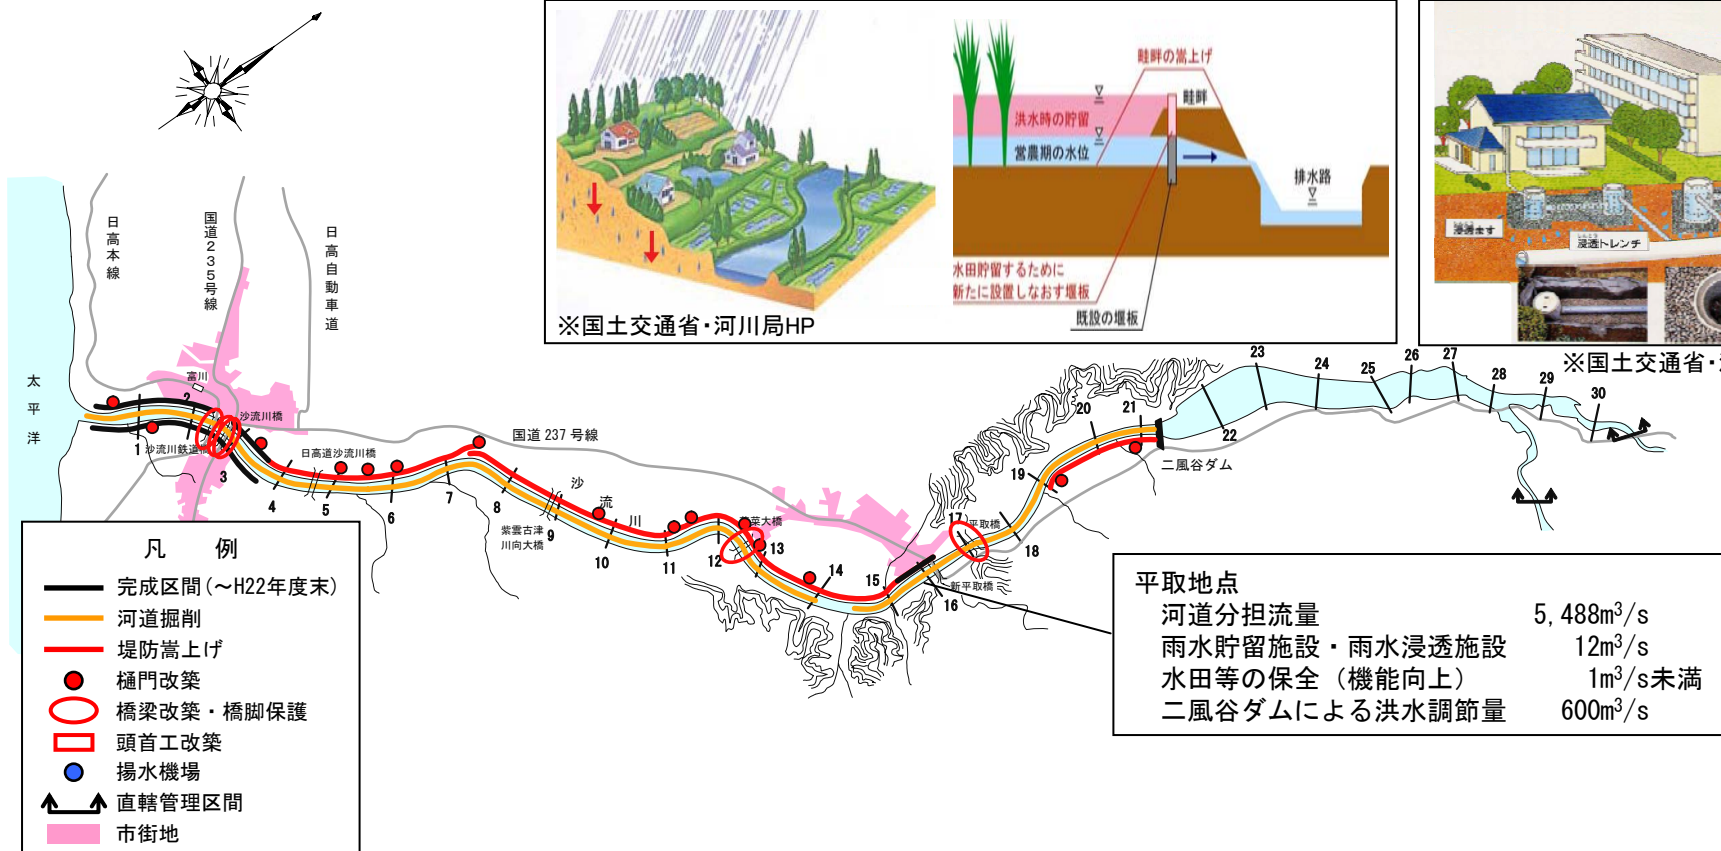 畦畔の嵩上げ
畦畔
洪水時の貯留
営農期の水位
排水路
水田貯留するために
新たに設置しなおす堰板
既設の堰板
※国土交通省・河川局HP
浸透ます
浸透トレンチ
※国土交通省・
日高本線
国道235号線
日高自動車道
太平洋
富川
沙流川橋
沙流川鉄道橋
日高道沙流川橋
国道237号線
沙流川
紫雲古津
川向大橋
菜大橋
平取橋
新平取橋
二風谷ダム
1
2
3
4
5
6
7
8
9
10
11
12
13
14
15
16
17
18
19
20
21
22
23
24
25
26
27
28
29
30
凡 例
完成区間(～H22年度末)
河道掘削
堤防嵩上げ
樋門改築
橋梁改築・橋脚保護
頭首工改築
揚水機場
直轄管理区間
市街地
平取地点
河道分担流量 5,488m³/s
雨水貯留施設・雨水浸透施設 12m³/s
水田等の保全（機能向上） 1m³/s未満
二風谷ダムによる洪水調節量 600m³/s